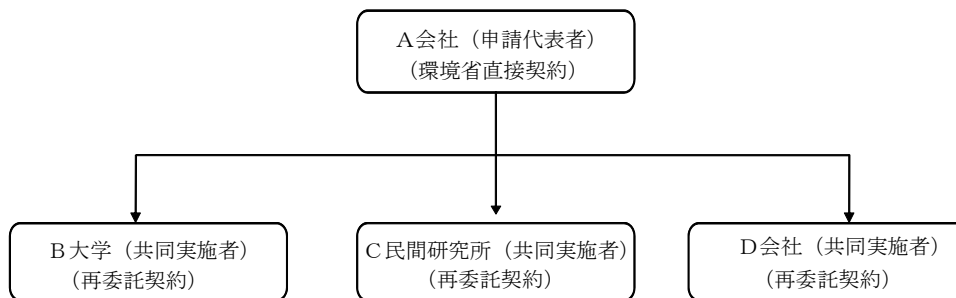 A会社（申請代表者）
（環境省直接契約）
B大学（共同実施者）
（再委託契約）
C民間研究所（共同実施者）
（再委託契約）
D会社（共同実施者）
（再委託契約）